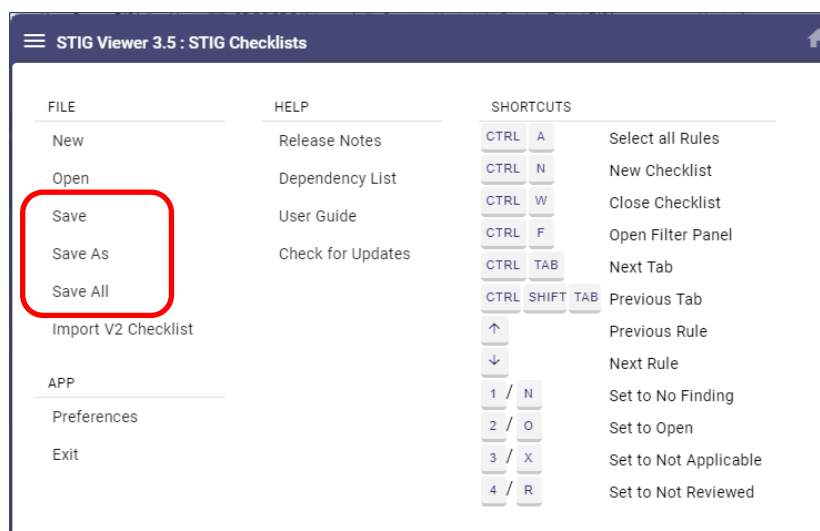 STIG Viewer 3.5 : STIG Checklists
FILE
New
Open
Save
Save As
Save All
Import V2 Checklist
APP
Preferences
Exit
HELP
Release Notes
Dependency List
User Guide
Check for Updates
SHORTCUTS
CTRL A Select all Rules
CTRL N New Checklist
CTRL W Close Checklist
CTRL F Open Filter Panel
CTRL TAB Next Tab
CTRL SHIFT TAB Previous Tab
↑ Previous Rule
↓ Next Rule
1 / N Set to No Finding
2 / O Set to Open
3 / X Set to Not Applicable
4 / R Set to Not Reviewed